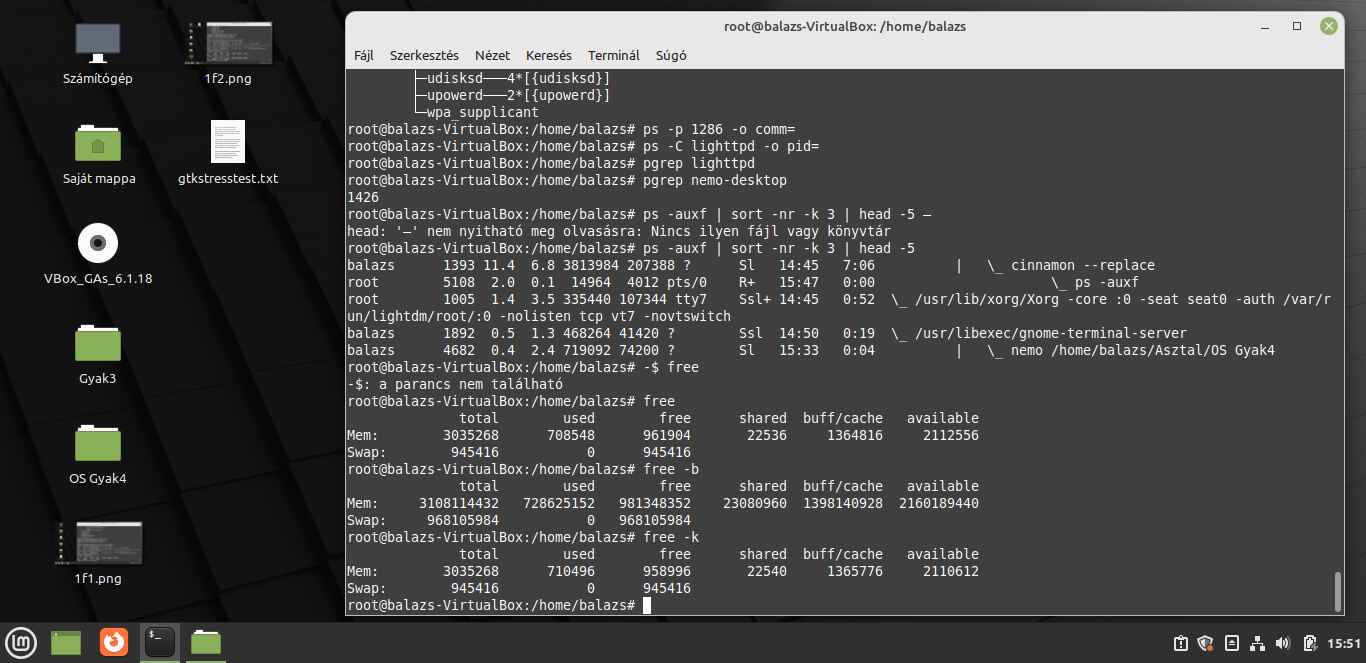 Számítógép
1f2.png
Saját mappa
gtkstresstest.txt
VBox_GAs_6.1.18
Gyak3
OS Gyak4
1f1.png
root@balazs-VirtualBox: /home/balazs
Fájl Szerkesztés Nézet Keresés Terminál Súgó
├─udisksd───4*[{udisksd}]
├─upowerd───2*[{upowerd}]
└─wpa_supplicant
root@balazs-VirtualBox:/home/balazs# ps -p 1286 -o comm=
root@balazs-VirtualBox:/home/balazs# ps -C lighttpd -o pid=
root@balazs-VirtualBox:/home/balazs# pgrep lighttpd
root@balazs-VirtualBox:/home/balazs# pgrep nemo-desktop
1426
root@balazs-VirtualBox:/home/balazs# ps -auxf | sort -nr -k 3 | head -5 –
head: '–' nem nyitható meg olvasásra: Nincs ilyen fájl vagy könyvtár
root@balazs-VirtualBox:/home/balazs# ps -auxf | sort -nr -k 3 | head -5
balazs 1393 11.4 6.8 3813984 207388 ? Sl 14:45 7:06 | \_ cinnamon --replace
root 5108 2.0 0.1 14964 4012 pts/0 R+ 15:47 0:00 \_ ps -auxf
root 1005 1.4 3.5 335440 107344 tty7 Ssl+ 14:45 0:52 \_ /usr/lib/xorg/Xorg -core :0 -seat seat0 -auth /var/r
un/lightdm/root/:0 -nolisten tcp vt7 -novtswitch
balazs 1892 0.5 1.3 468264 41420 ? Ssl 14:50 0:19 \_ /usr/libexec/gnome-terminal-server
balazs 4682 0.4 2.4 719092 74200 ? Sl 15:33 0:04 | \_ nemo /home/balazs/Asztal/OS Gyak4
root@balazs-VirtualBox:/home/balazs# -$ free
-$: a parancs nem található
root@balazs-VirtualBox:/home/balazs# free
total used free shared buff/cache available
Mem: 3035268 708548 961904 22536 1364816 2112556
Swap: 945416 0 945416
root@balazs-VirtualBox:/home/balazs# free -b
total used free shared buff/cache available
Mem: 3108114432 728625152 981348352 23080960 1398140928 2160189440
Swap: 968105984 0 968105984
root@balazs-VirtualBox:/home/balazs# free -k
total used free shared buff/cache available
Mem: 3035268 710496 958996 22540 1365776 2110612
Swap: 945416 0 945416
root@balazs-VirtualBox:/home/balazs#
15:51